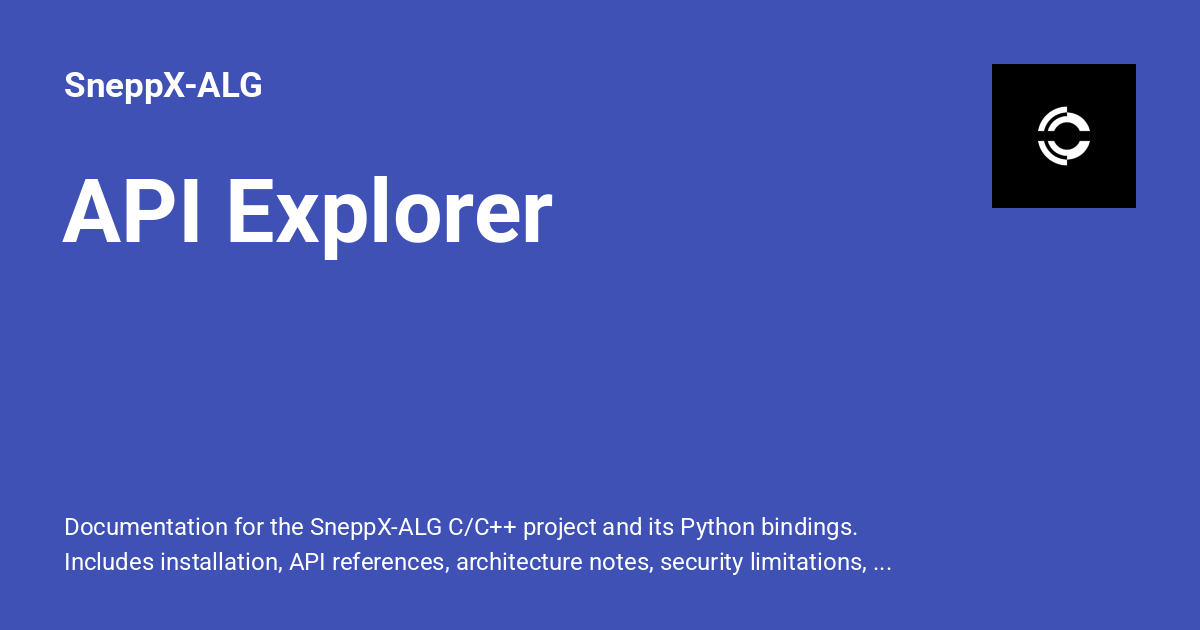 SneppX-ALG
API Explorer
Documentation for the SneppX-ALG C/C++ project and its Python bindings.
Includes installation, API references, architecture notes, security limitations, ...